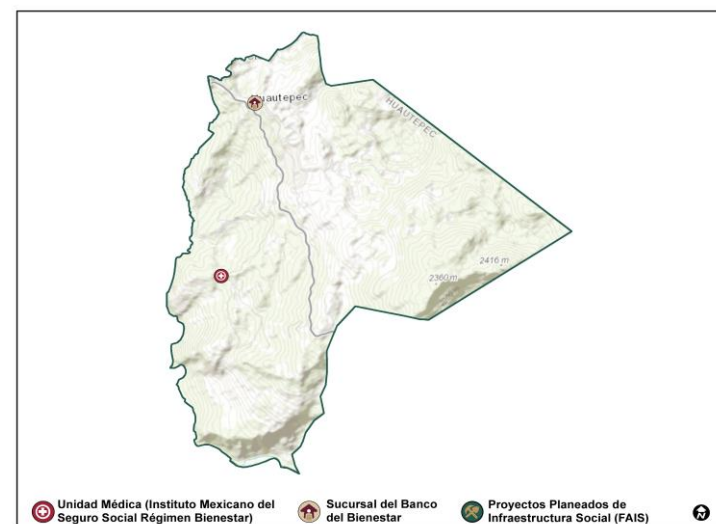 Huautepec
HUAUTEPEC
2416 m
2360 m
Unidad Médica (Instituto Mexicano del
Seguro Social Régimen Bienestar)
Sucursal del Banco
del Bienestar
Proyectos Planeados de
Infraestructura Social (FAIS)
N